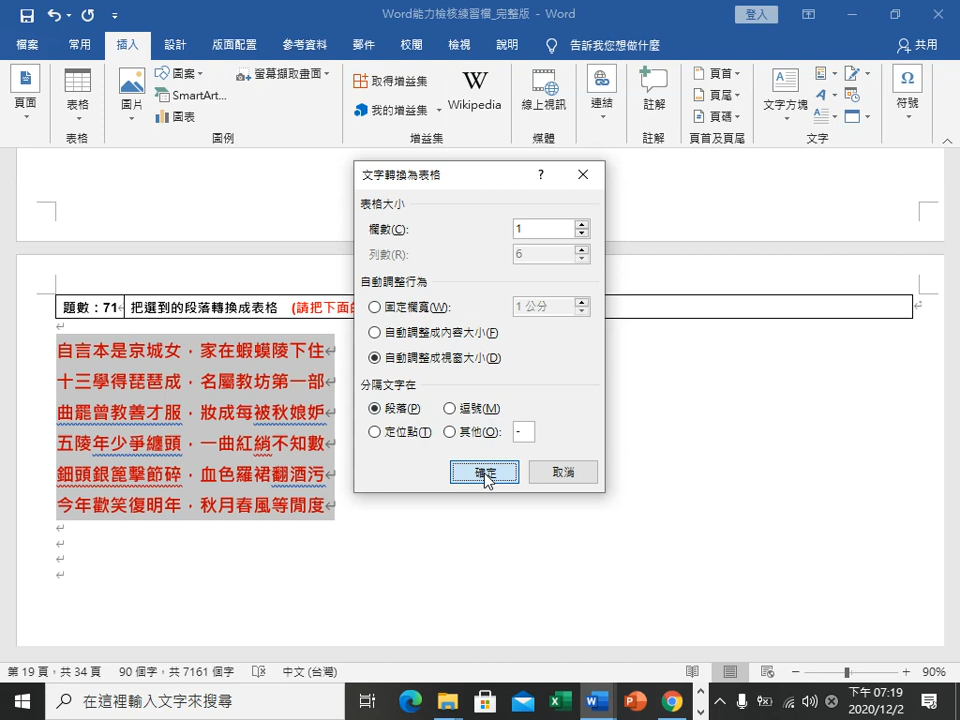 Word能力檢核練習檔_完整版 - Word
登入
檔案 常用 插入 設計 版面配置 參考資料 郵件 校閱 檢視 說明 告訴我您想做什麼 共用
頁面
表格
圖片
圖案
SmartArt...
圖表
螢幕擷取畫面
取得增益集
我的增益集
Wikipedia
線上視訊
連結
註解
頁首
頁尾
頁碼
文字方塊
符號
表格 圖例 增益集 媒體 註解 頁首及頁尾 文字
文字轉換為表格 ?
表格大小
欄數(C): 1
列數(R): 6
自動調整行為
固定欄寬(W): 1 公分
自動調整成內容大小(F)
自動調整成視窗大小(D)
分隔文字在
段落(P) 逗號(M)
定位點(T) 其他(O): -
確定 取消
題數：71 把選到的段落轉換成表格 (請把下面的
自言本是京城女，家在蝦蟆陵下住
十三學得琵琶成，名屬教坊第一部
曲罷曾教善才服，妝成每被秋娘妒
五陵年少爭纏頭，一曲紅綃不知數
鈿頭銀篦擊節碎，血色羅裙翻酒污
今年歡笑復明年，秋月春風等閒度
第 19 頁，共 34 頁 90 個字，共 7161 個字 中文 (台灣) 90%
在這裡輸入文字來搜尋
下午 07:19
2020/12/2